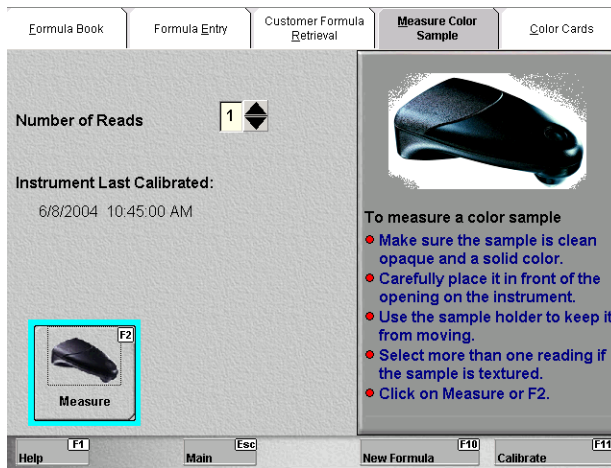 Formula Book
Formula Entry
Customer Formula
Retrieval
Measure Color
Sample
Color Cards
Number of Reads
1
Instrument Last Calibrated:
6/8/2004 10:45:00 AM
To measure a color sample
Make sure the sample is clean
opaque and a solid color.
Carefully place it in front of the
opening on the instrument.
Use the sample holder to keep it
from moving.
Select more than one reading if
the sample is textured.
Click on Measure or F2.
F2
Measure
F1
Help
Esc
Main
F10
New Formula
F11
Calibrate